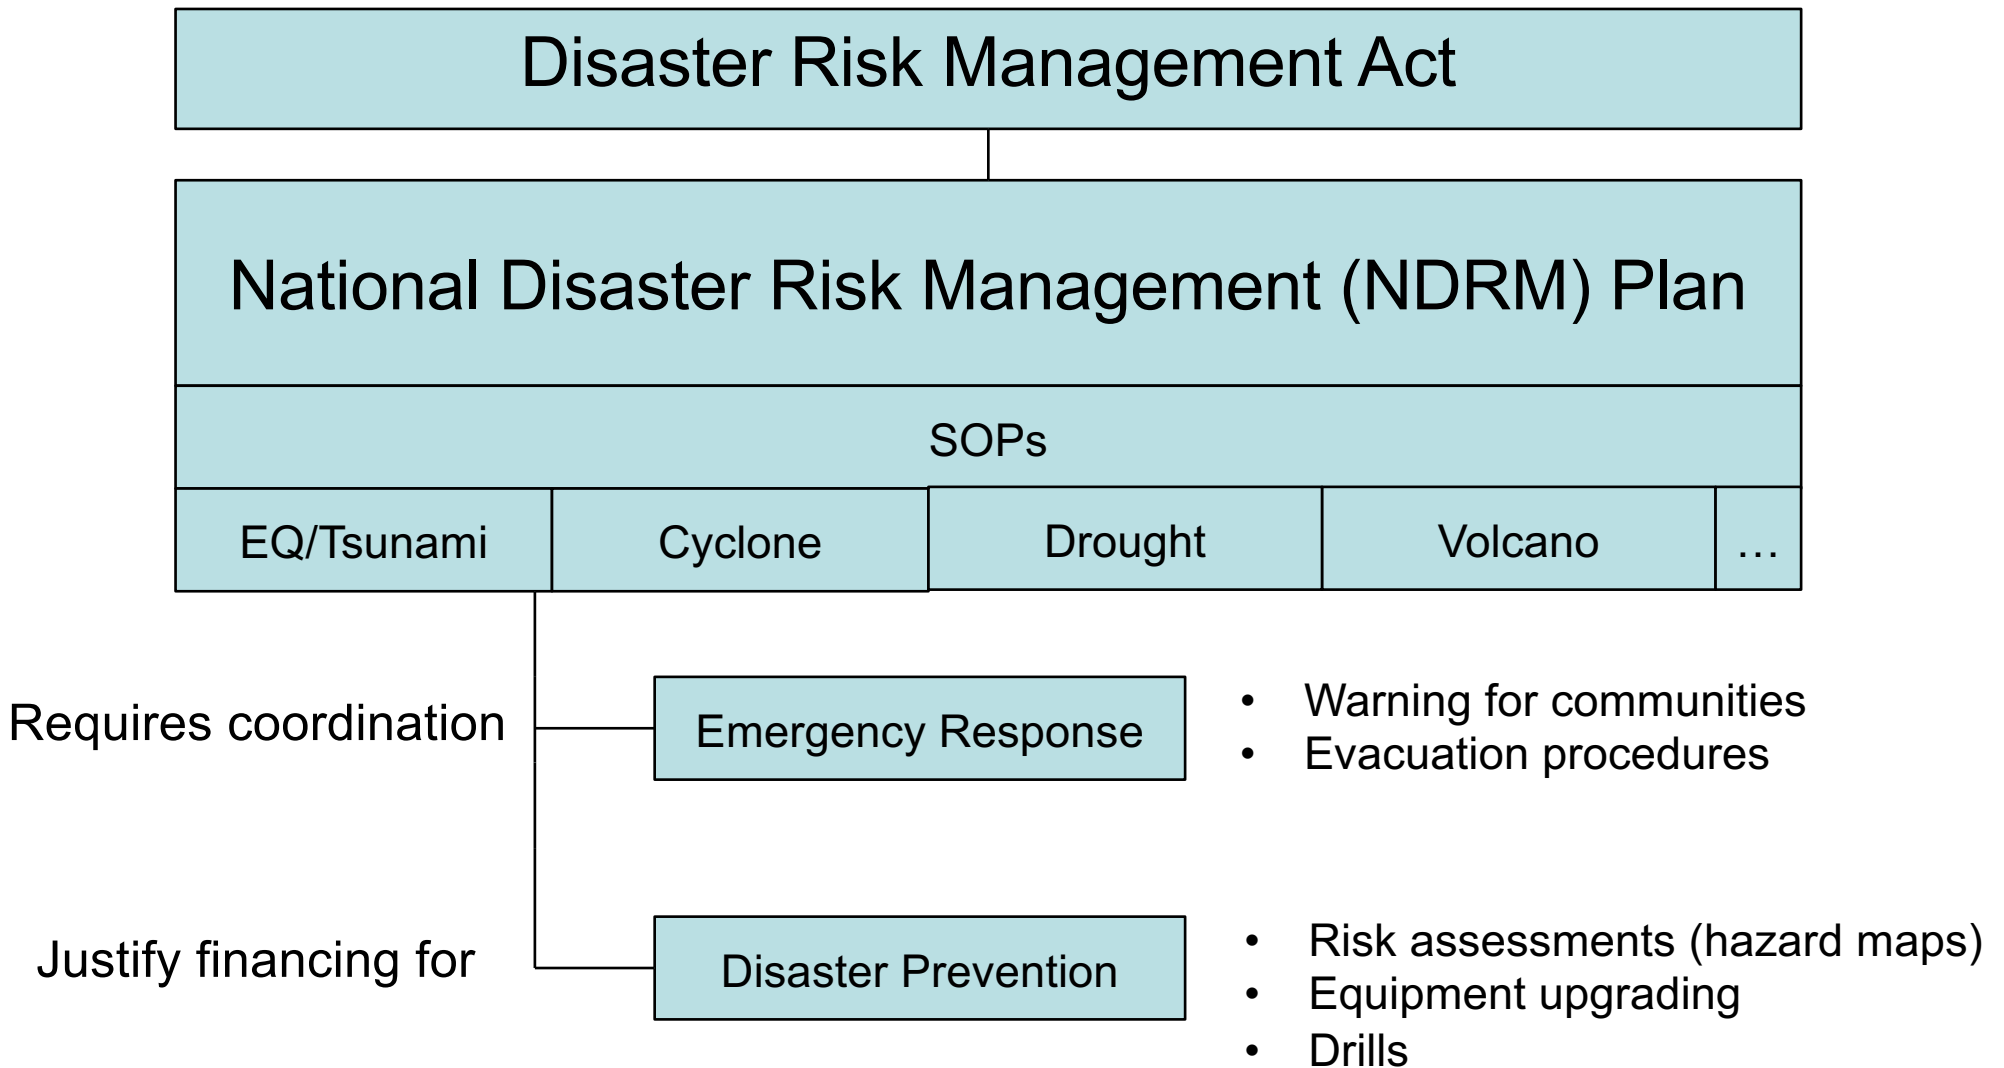 Disaster Risk Management Act
National Disaster Risk Management (NDRM) Plan
SOPs
EQ/Tsunami
Cyclone
Drought
Volcano
…
Requires coordination
Emergency Response
• Warning for communities
• Evacuation procedures
Justify financing for
Disaster Prevention
• Risk assessments (hazard maps)
• Equipment upgrading
• Drills